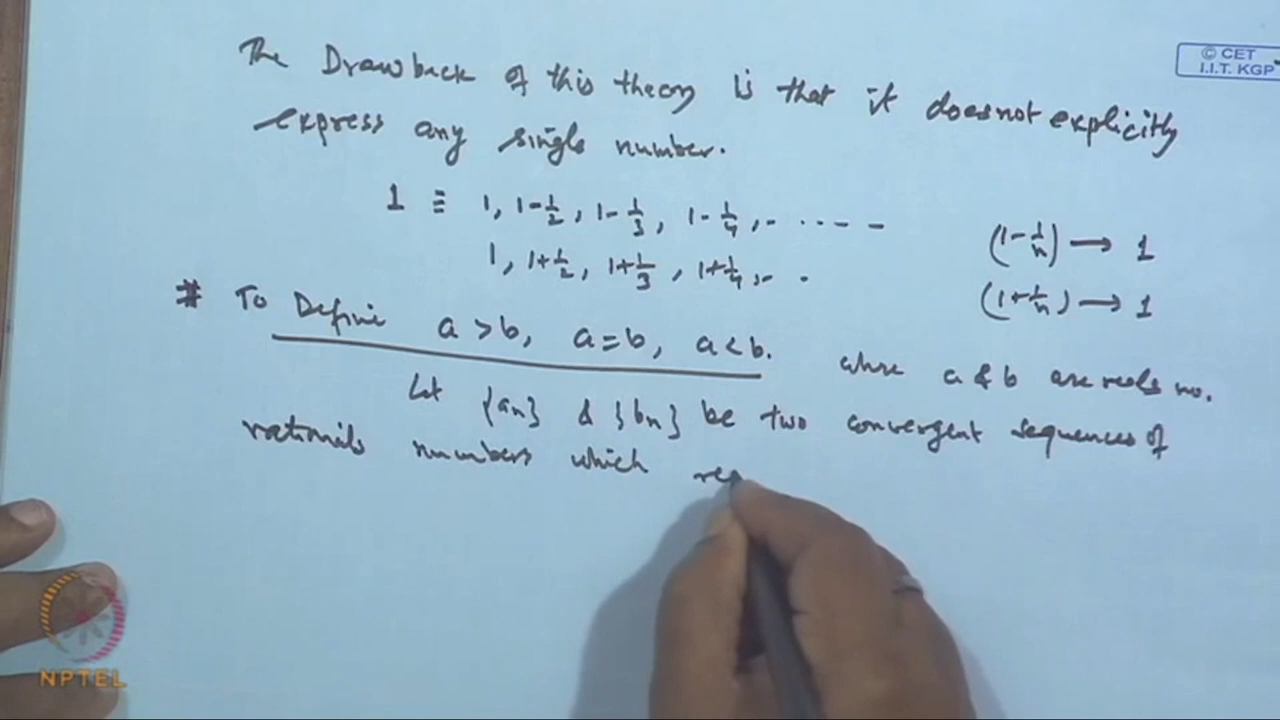 © CET
I.I.T. KGP
The Drawback of this theory is that it does not explicitly
express any single number.
1 ≡ 1, 1-1/2, 1-1/3, 1-1/4, - ..... -
(1-1/n) → 1
1, 1+1/2, 1+1/3, 1+1/4, - .
(1+1/n) → 1
# To Define a > b, a = b, a < b. where a & b are reals no.
Let {an} & {bn} be two convergent sequences of
rationals numbers which rep
NPTEL